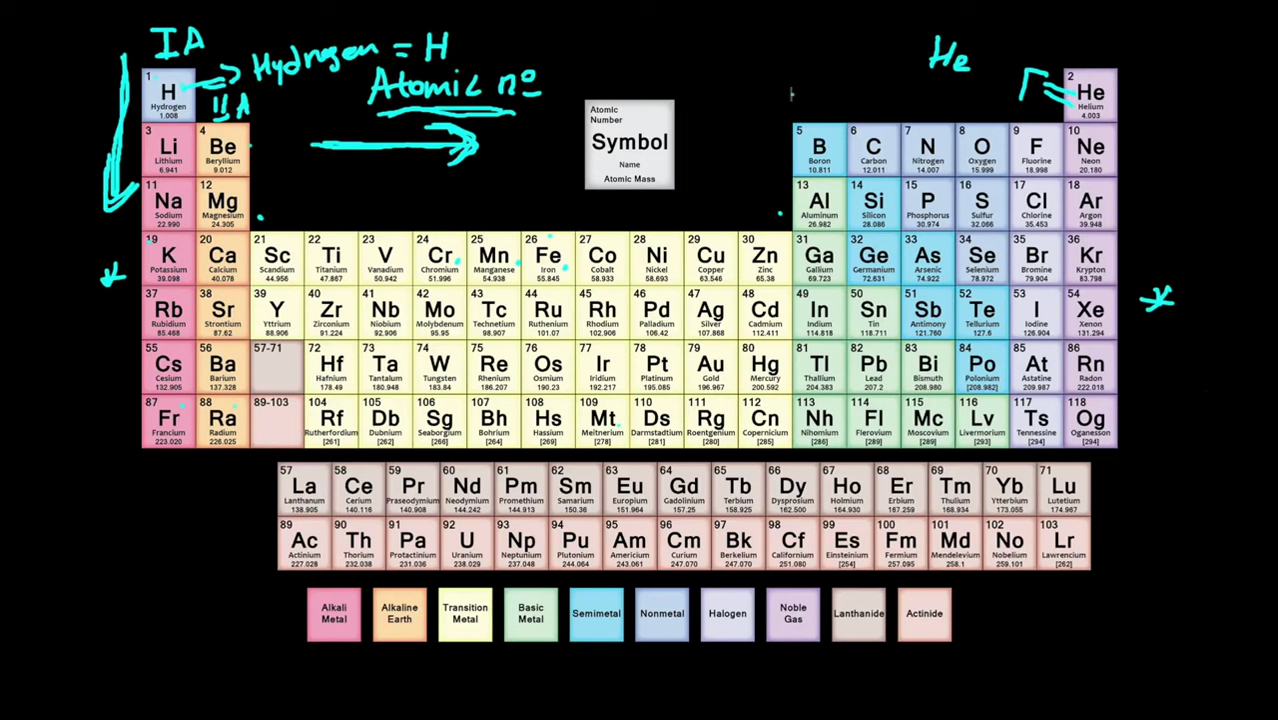 IA
Hydrogen = H
He
Atomic nº
IIA
1 H Hydrogen 1.008
Atomic Number
Symbol
Name
Atomic Mass
2 He Helium 4.003
3 Li Lithium 6.941
4 Be Beryllium 9.012
5 B Boron 10.811
6 C Carbon 12.011
7 N Nitrogen 14.007
8 O Oxygen 15.999
9 F Fluorine 18.998
10 Ne Neon 20.180
11 Na Sodium 22.990
12 Mg Magnesium 24.305
13 Al Aluminum 26.982
14 Si Silicon 28.086
15 P Phosphorus 30.974
16 S Sulfur 32.066
17 Cl Chlorine 35.453
18 Ar Argon 39.948
19 K Potassium 39.098
20 Ca Calcium 40.078
21 Sc Scandium 44.956
22 Ti Titanium 47.867
23 V Vanadium 50.942
24 Cr Chromium 51.996
25 Mn Manganese 54.938
26 Fe Iron 55.845
27 Co Cobalt 58.933
28 Ni Nickel 58.693
29 Cu Copper 63.546
30 Zn Zinc 65.38
31 Ga Gallium 69.723
32 Ge Germanium 72.631
33 As Arsenic 74.922
34 Se Selenium 78.972
35 Br Bromine 79.904
36 Kr Krypton 83.798
37 Rb Rubidium 85.468
38 Sr Strontium 87.62
39 Y Yttrium 88.906
40 Zr Zirconium 91.224
41 Nb Niobium 92.906
42 Mo Molybdenum 95.95
43 Tc Technetium 98.907
44 Ru Ruthenium 101.07
45 Rh Rhodium 102.906
46 Pd Palladium 106.42
47 Ag Silver 107.868
48 Cd Cadmium 112.411
49 In Indium 114.818
50 Sn Tin 118.711
51 Sb Antimony 121.760
52 Te Tellurium 127.6
53 I Iodine 126.904
54 Xe Xenon 131.294
55 Cs Cesium 132.905
56 Ba Barium 137.328
57-71
72 Hf Hafnium 178.49
73 Ta Tantalum 180.948
74 W Tungsten 183.84
75 Re Rhenium 186.207
76 Os Osmium 190.23
77 Ir Iridium 192.217
78 Pt Platinum 195.085
79 Au Gold 196.967
80 Hg Mercury 200.592
81 Tl Thallium 204.383
82 Pb Lead 207.2
83 Bi Bismuth 208.980
84 Po Polonium [208.982]
85 At Astatine 209.987
86 Rn Radon 222.018
87 Fr Francium 223.020
88 Ra Radium 226.025
89-103
104 Rf Rutherfordium [261]
105 Db Dubnium [262]
106 Sg Seaborgium [266]
107 Bh Bohrium [264]
108 Hs Hassium [269]
109 Mt Meitnerium [278]
110 Ds Darmstadtium [281]
111 Rg Roentgenium [280]
112 Cn Copernicium [285]
113 Nh Nihonium [286]
114 Fl Flerovium [289]
115 Mc Moscovium [289]
116 Lv Livermorium [293]
117 Ts Tennessine [294]
118 Og Oganesson [294]
57 La Lanthanum 138.905
58 Ce Cerium 140.116
59 Pr Praseodymium 140.908
60 Nd Neodymium 144.242
61 Pm Promethium 144.913
62 Sm Samarium 150.36
63 Eu Europium 151.964
64 Gd Gadolinium 157.25
65 Tb Terbium 158.925
66 Dy Dysprosium 162.500
67 Ho Holmium 164.930
68 Er Erbium 167.259
69 Tm Thulium 168.934
70 Yb Ytterbium 173.055
71 Lu Lutetium 174.967
89 Ac Actinium 227.028
90 Th Thorium 232.038
91 Pa Protactinium 231.036
92 U Uranium 238.029
93 Np Neptunium 237.048
94 Pu Plutonium 244.064
95 Am Americium 243.061
96 Cm Curium 247.070
97 Bk Berkelium 247.070
98 Cf Californium 251.080
99 Es Einsteinium [254]
100 Fm Fermium 257.095
101 Md Mendelevium 258.1
102 No Nobelium 259.101
103 Lr Lawrencium [262]
Alkali Metal
Alkaline Earth
Transition Metal
Basic Metal
Semimetal
Nonmetal
Halogen
Noble Gas
Lanthanide
Actinide